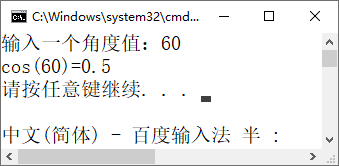 C:\Windows\system32\cmd...
输入一个角度值：60
cos(60)=0.5
请按任意键继续. . .
中文(简体) - 百度输入法 半 :